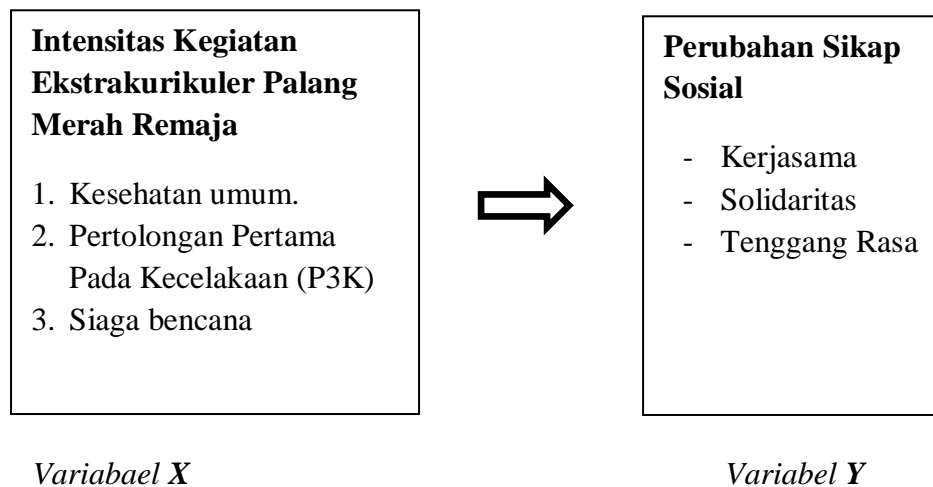 Intensitas Kegiatan
Ekstrakurikuler Palang
Merah Remaja
1. Kesehatan umum.
2. Pertolongan Pertama
Pada Kecelakaan (P3K)
3. Siaga bencana
Perubahan Sikap
Sosial
- Kerjasama
- Solidaritas
- Tenggang Rasa
Variabael X
Variabel Y